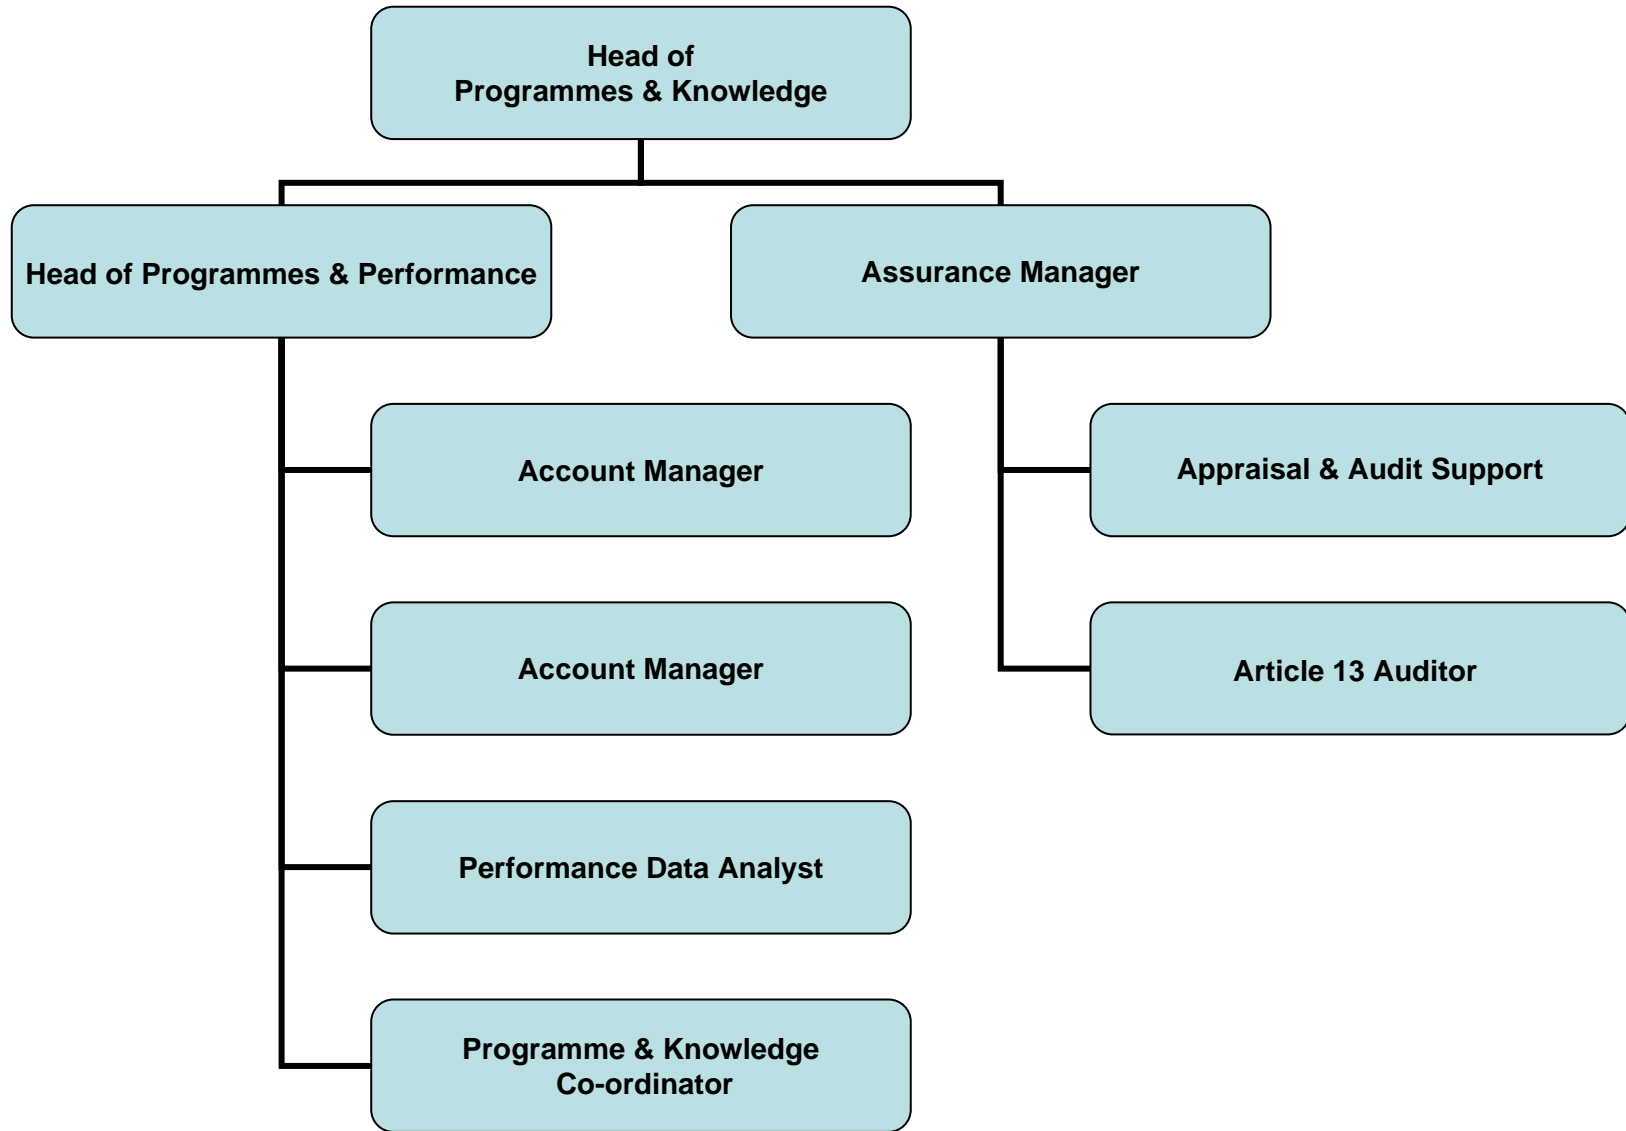 Head of
Programmes & Knowledge
Head of Programmes & Performance
Assurance Manager
Account Manager
Appraisal & Audit Support
Account Manager
Article 13 Auditor
Performance Data Analyst
Programme & Knowledge
Co-ordinator